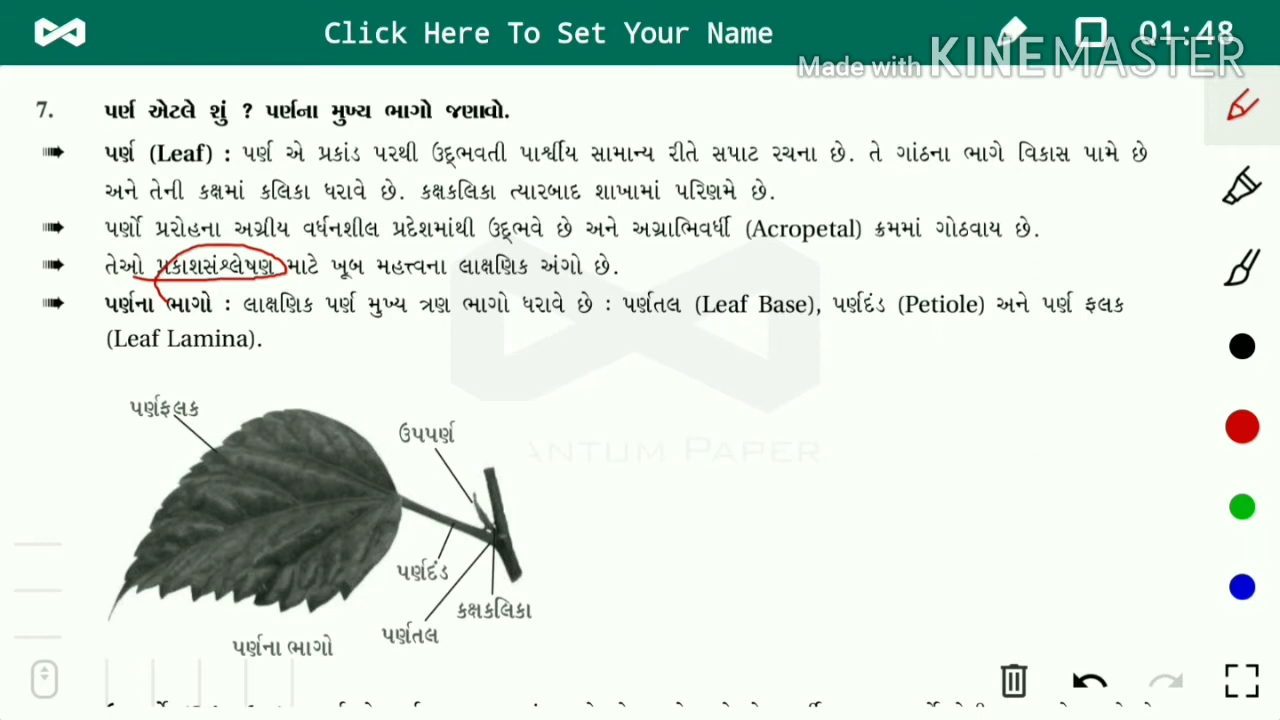 Click Here To Set Your Name
01:48
Made with KINEMASTER
7. પર્ણ એટલે શું ? પર્ણના મુખ્ય ભાગો જણાવો.
પર્ણ (Leaf) : પર્ણ એ પ્રકાંડ પરથી ઉદ્ભવતી પાર્શ્વીય સામાન્ય રીતે સપાટ રચના છે. તે ગાંઠના ભાગે વિકાસ પામે છે
અને તેની કક્ષમાં કલિકા ધરાવે છે. કક્ષકલિકા ત્યારબાદ શાખામાં પરિણમે છે.
પર્ણો પ્રરોહના અગ્રીય વર્ધનશીલ પ્રદેશમાંથી ઉદ્ભવે છે અને અગ્રાભિવર્ધી (Acropetal) ક્રમમાં ગોઠવાય છે.
તેઓ પ્રકાશસંશ્લેષણ માટે ખૂબ મહત્ત્વના લાક્ષણિક અંગો છે.
પર્ણના ભાગો : લાક્ષણિક પર્ણ મુખ્ય ત્રણ ભાગો ધરાવે છે : પર્ણતલ (Leaf Base), પર્ણદંડ (Petiole) અને પર્ણ ફલક
(Leaf Lamina).
પર્ણફલક
ઉપપર્ણ
ANTUM PAPER
પર્ણદંડ
કક્ષકલિકા
પર્ણતલ
પર્ણના ભાગો